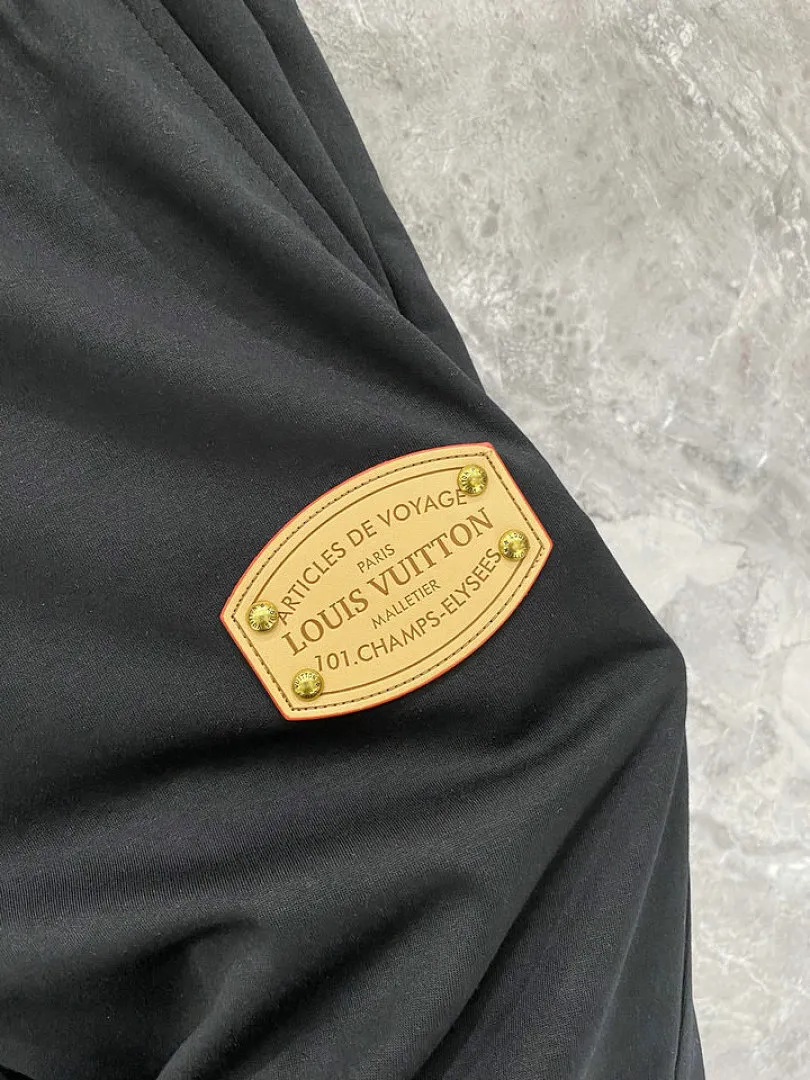 ARTICLES DE VOYAGE
PARIS
LOUIS VUITTON
MALLETIER
101.CHAMPS-ELYSEES